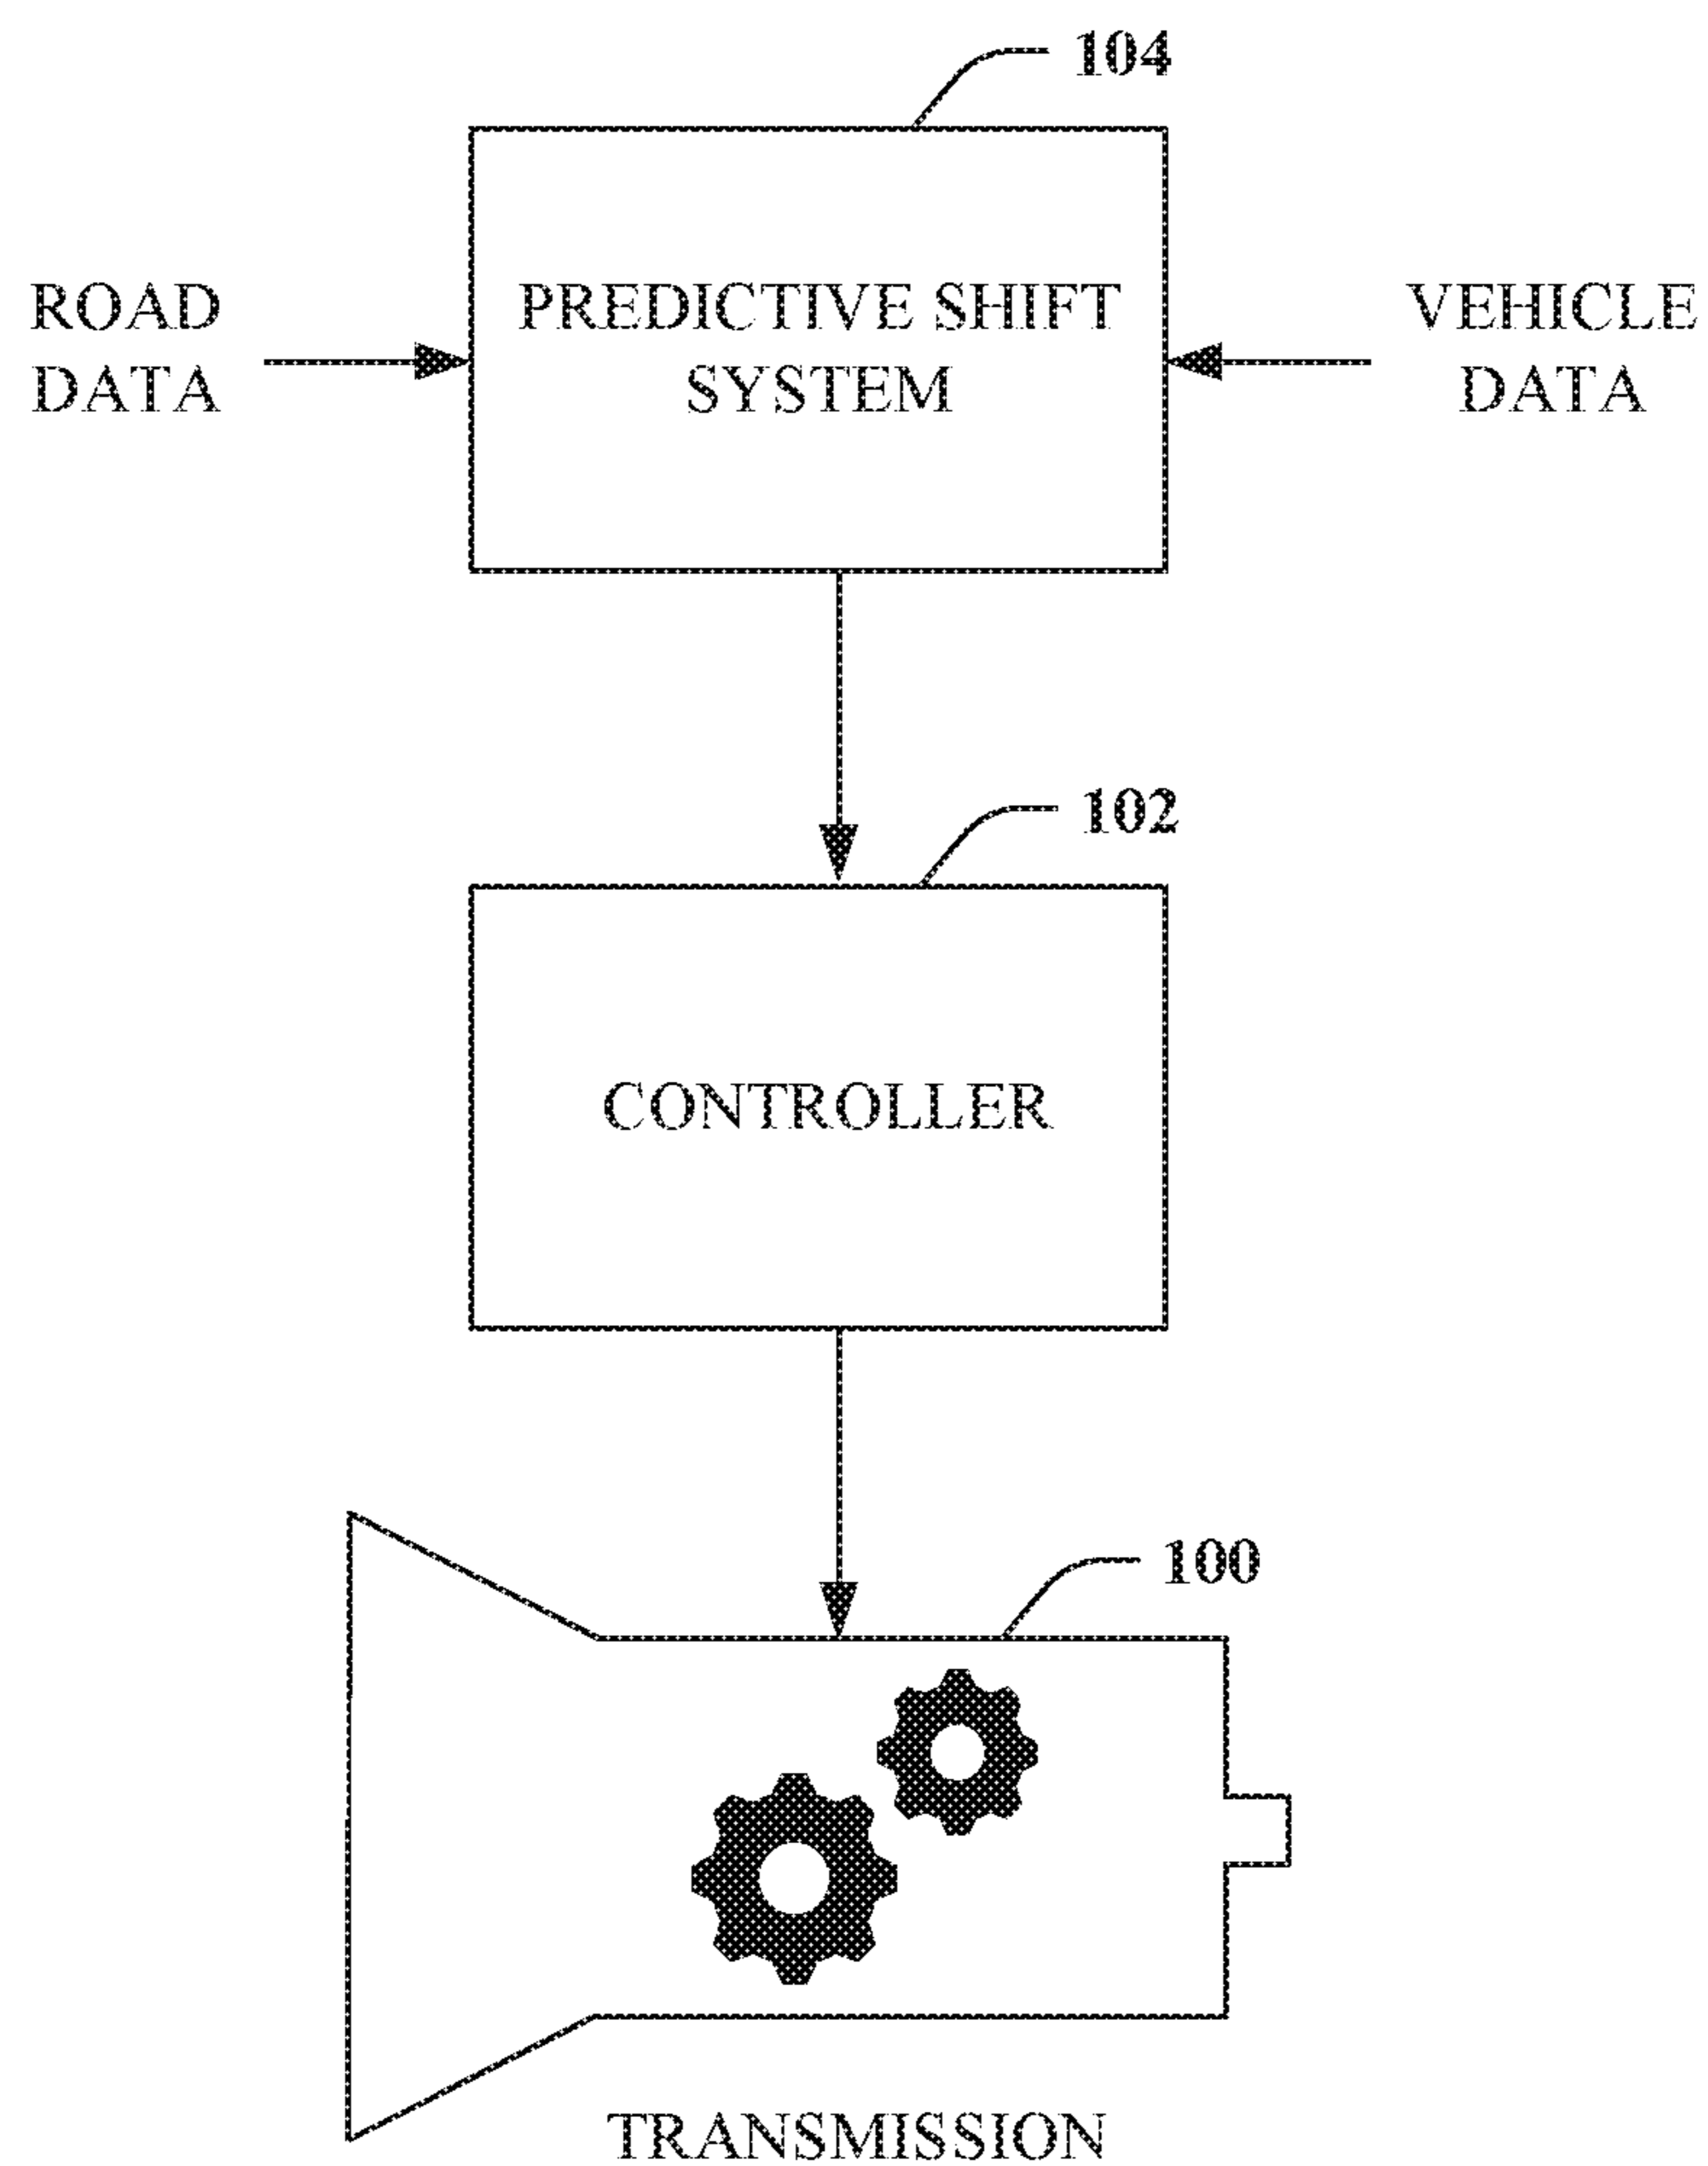 104
ROAD
DATA
PREDICTIVE SHIFT
SYSTEM
VEHICLE
DATA
102
CONTROLLER
100
TRANSMISSION